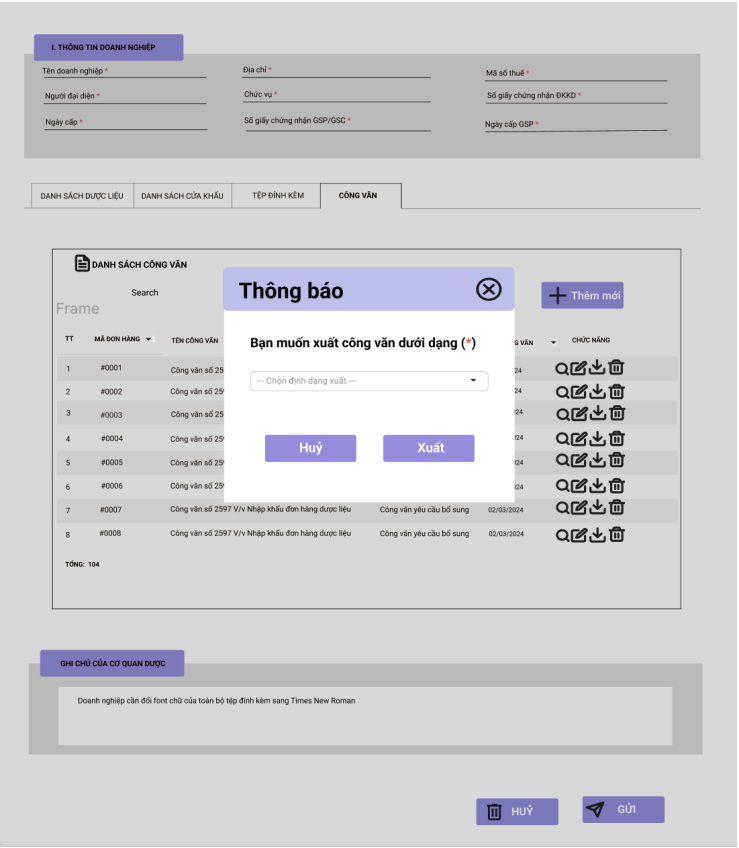 I. THÔNG TIN DOANH NGHIỆP
Tên doanh nghiệp * Địa chỉ * Mã số thuế *
Người đại diện * Chức vụ * Số giấy chứng nhận ĐKKD *
Ngày cấp * Số giấy chứng nhận GSP/GSC * Ngày cấp GSP *
DANH SÁCH DƯỢC LIỆU DANH SÁCH CỬA KHẨU TỆP ĐÍNH KÈM CÔNG VĂN
DANH SÁCH CÔNG VĂN
Search
Frame
Thêm mới
Thông báo
Bạn muốn xuất công văn dưới dạng (*)
--- Chọn định dạng xuất ---
Huỷ Xuất
TT MÃ ĐƠN HÀNG TÊN CÔNG VĂN G VĂN CHỨC NĂNG
1 #0001 Công văn số 25 24
2 #0002 Công văn số 25 24
3 #0003 Công văn số 25 24
4 #0004 Công văn số 25 024
5 #0005 Công văn số 25 024
6 #0006 Công văn số 25 024
7 #0007 Công văn số 2597 V/v Nhập khẩu đơn hàng dược liệu Công văn yêu cầu bổ sung 02/03/2024
8 #0008 Công văn số 2597 V/v Nhập khẩu đơn hàng dược liệu Công văn yêu cầu bổ sung 02/03/2024
TỔNG: 104
GHI CHÚ CỦA CƠ QUAN DƯỢC
Doanh nghiệp cần đổi font chữ của toàn bộ tệp đính kèm sang Times New Roman
HUỶ GỬI